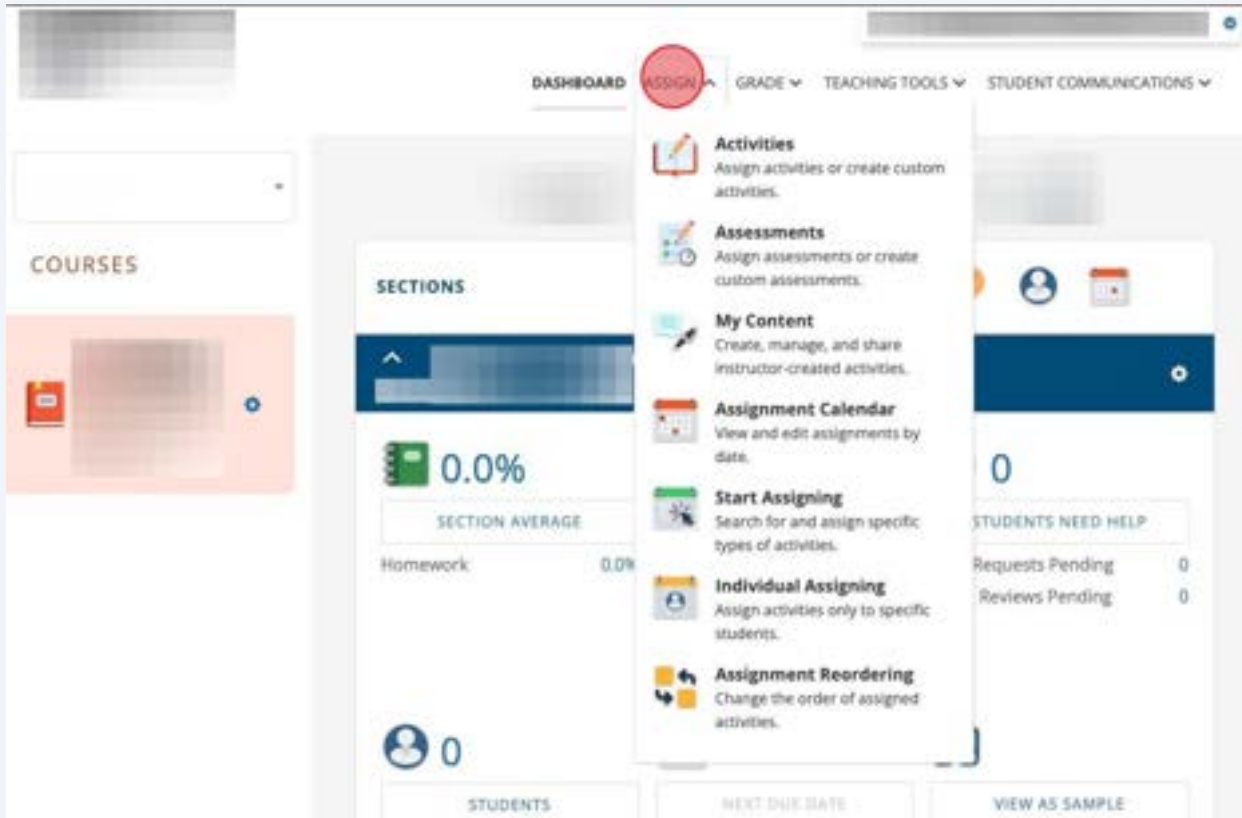 DASHBOARD ASSIGN GRADE TEACHING TOOLS STUDENT COMMUNICATIONS
Activities
Assign activities or create custom
activities.
Assessments
Assign assessments or create
custom assessments.
My Content
Create, manage, and share
instructor-created activities.
Assignment Calendar
View and edit assignments by
date.
Start Assigning
Search for and assign specific
types of activities.
Individual Assigning
Assign activities only to specific
students.
Assignment Reordering
Change the order of assigned
activities.
COURSES
SECTIONS
0.0%
SECTION AVERAGE
Homework 0.0%
0
STUDENTS NEED HELP
Requests Pending 0
Reviews Pending 0
0
STUDENTS
NEXT DUE DATE
VIEW AS SAMPLE